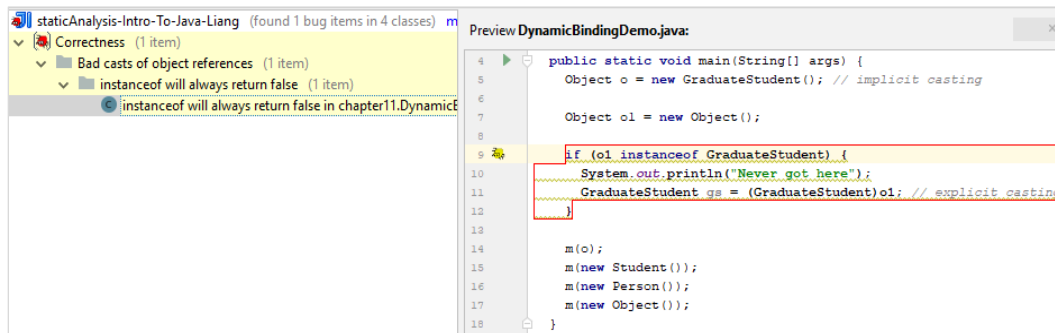 staticAnalysis-Intro-To-Java-Liang (found 1 bug items in 4 classes) m
Correctness (1 item)
Bad casts of object references (1 item)
instanceof will always return false (1 item)
instanceof will always return false in chapter11.DynamicB
Preview DynamicBindingDemo.java:
4 public static void main(String[] args) {
5 Object o = new GraduateStudent(); // implicit casting
6
7 Object o1 = new Object();
8
9 if (o1 instanceof GraduateStudent) {
10 System.out.println("Never got here");
11 GraduateStudent gs = (GraduateStudent)o1; // explicit casting
12 }
13
14 m(o);
15 m(new Student());
16 m(new Person());
17 m(new Object());
18 }